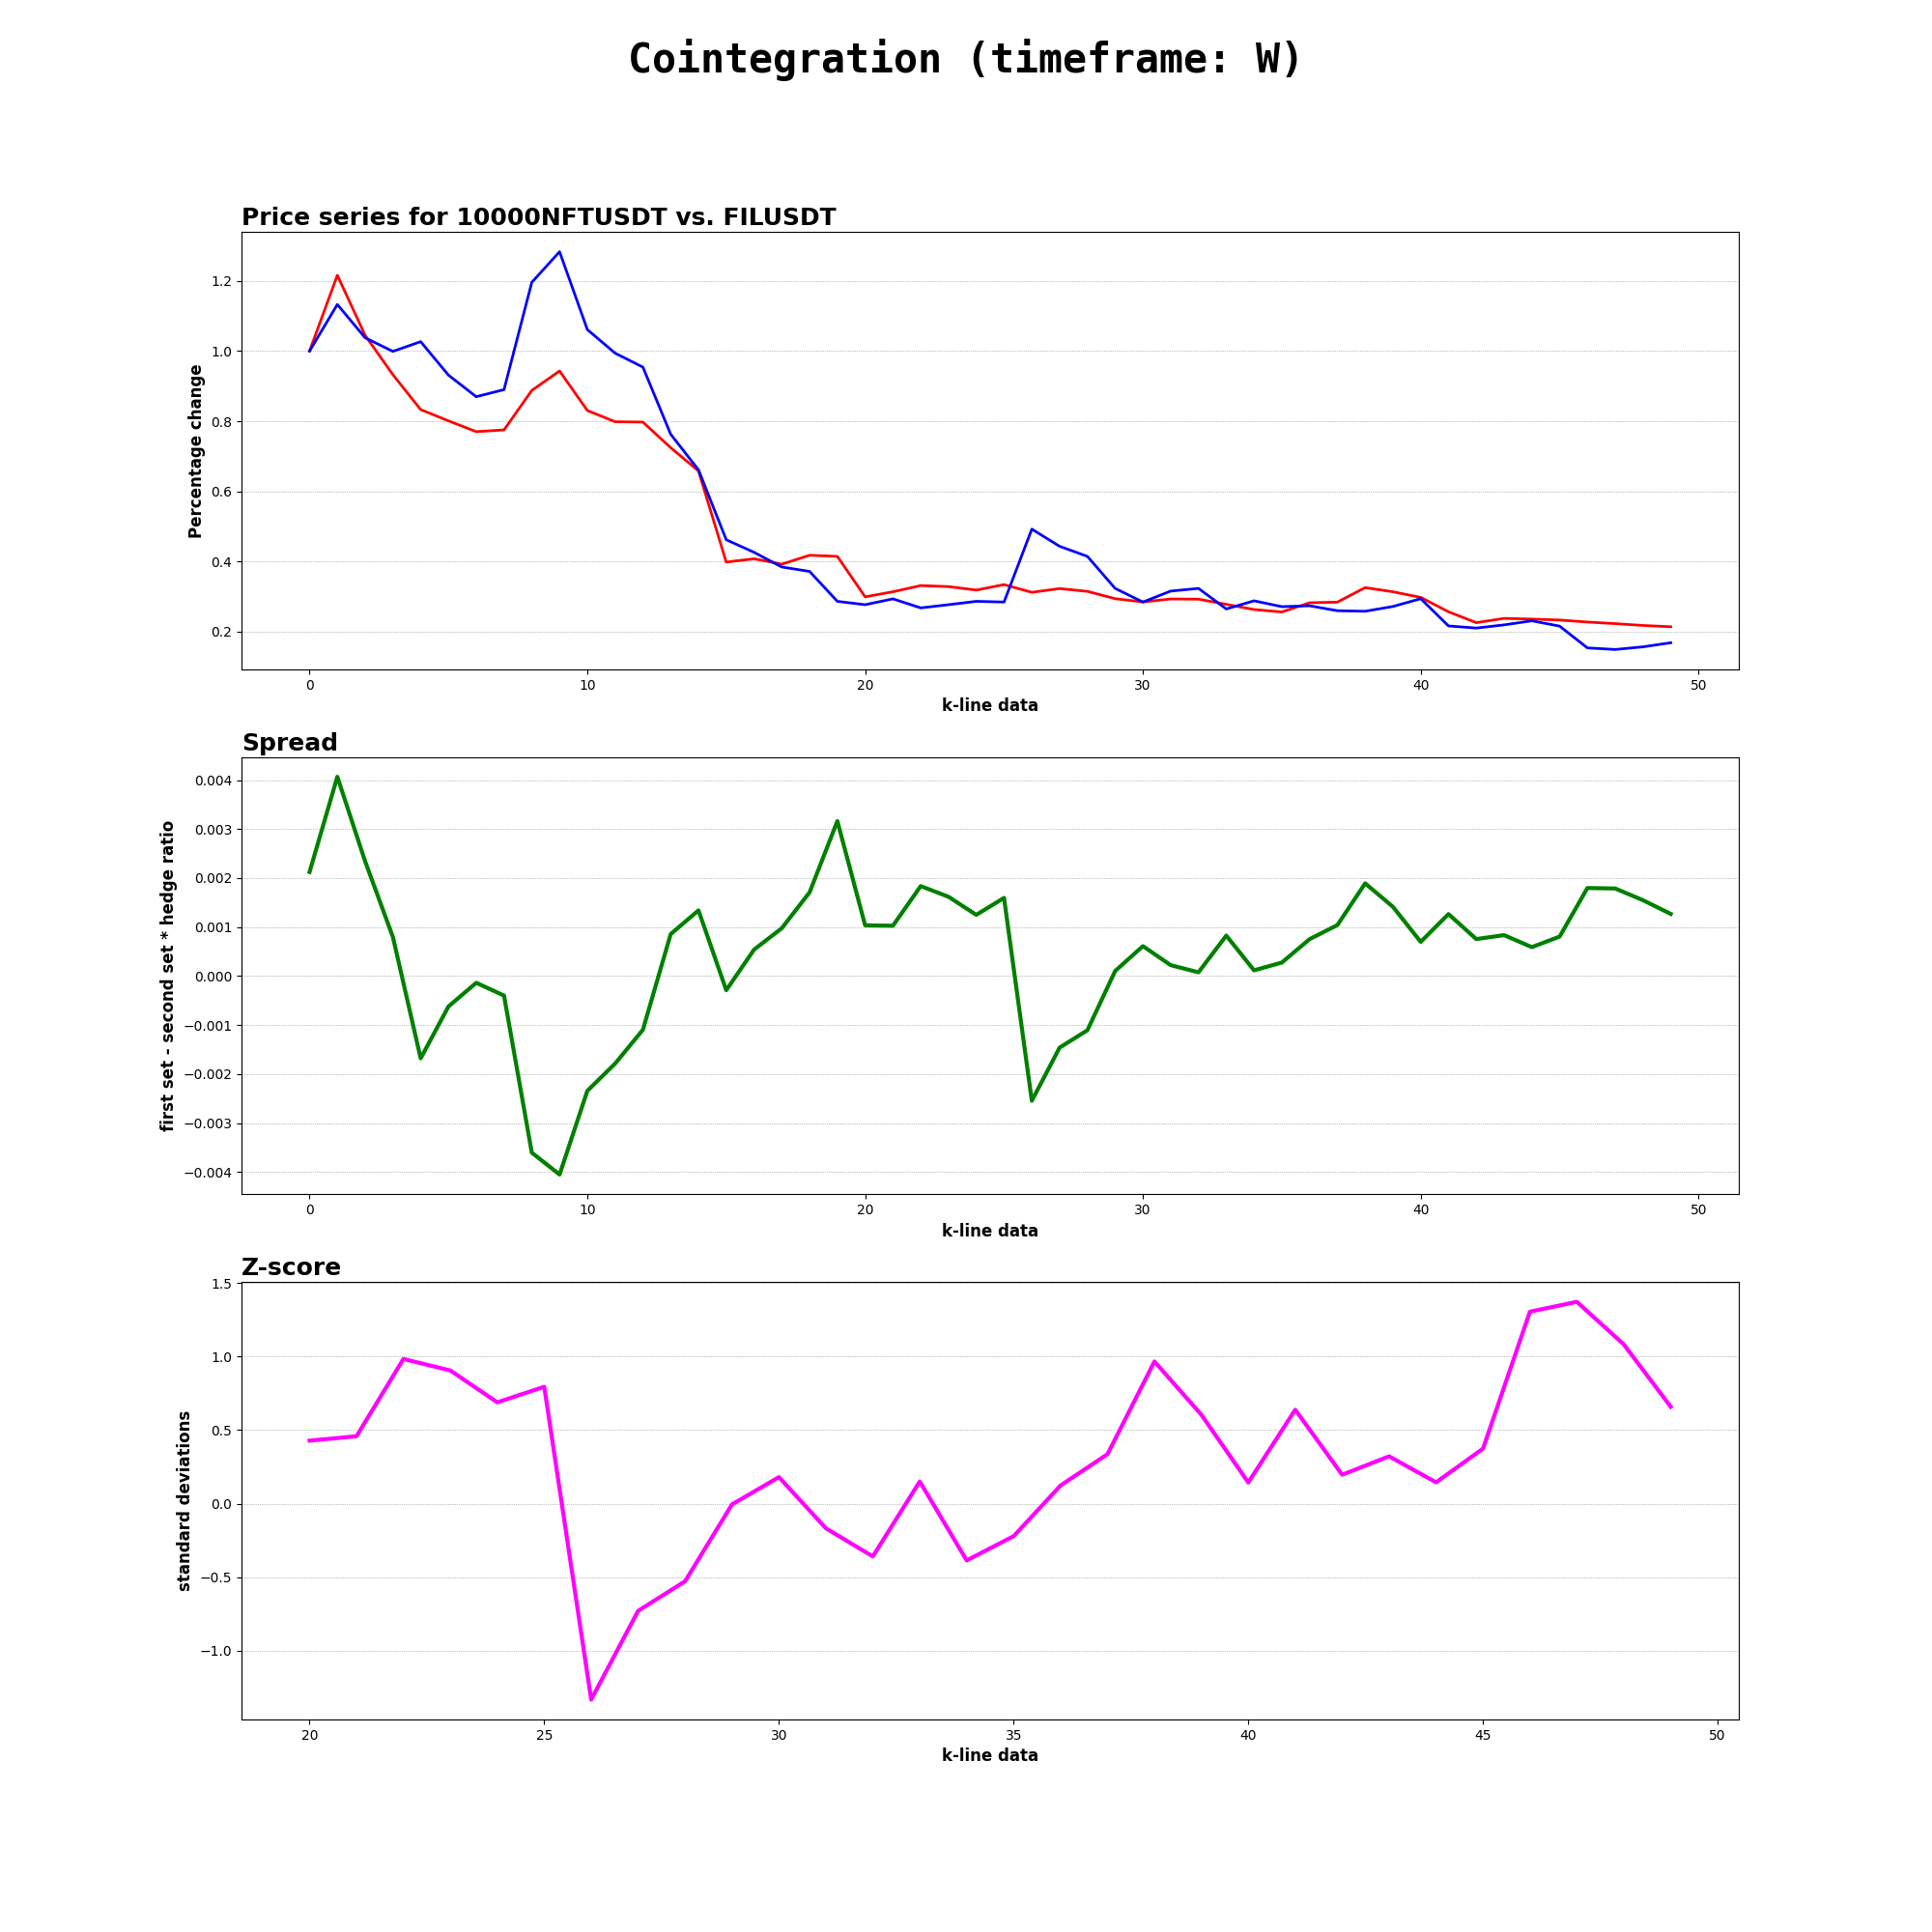 Cointegration (timeframe: W)
Price series for 10000NFTUSDT vs. FILUSDT
Percentage change
1.2
1.0
0.8
0.6
0.4
0.2
0 10 20 30 40 50
k-line data
Spread
first set - second set * hedge ratio
0.004
0.003
0.002
0.001
0.000
−0.001
−0.002
−0.003
−0.004
0 10 20 30 40 50
k-line data
Z-score
standard deviations
1.5
1.0
0.5
0.0
−0.5
−1.0
20 25 30 35 40 45 50
k-line data